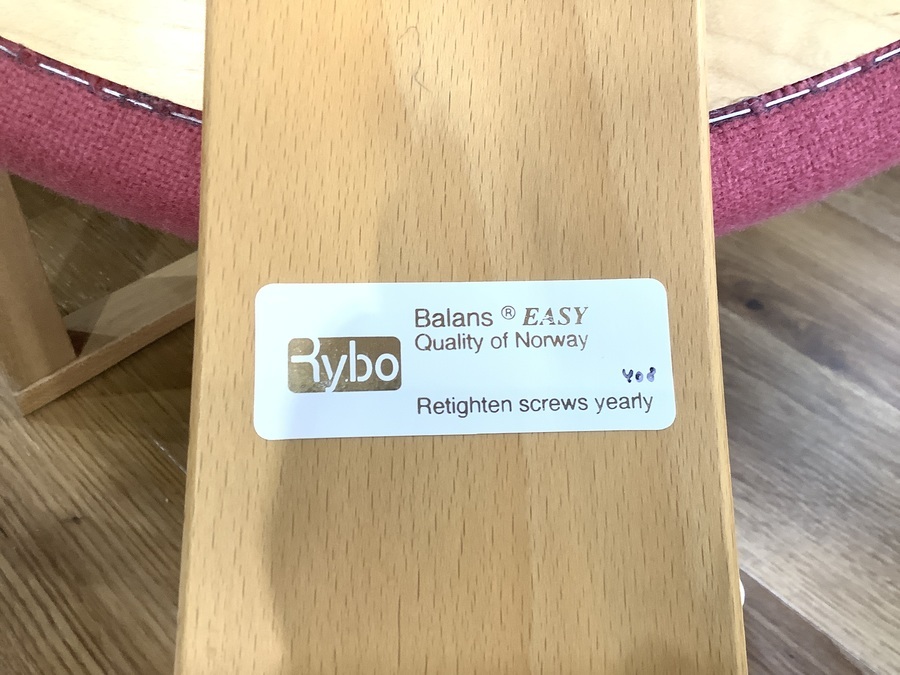 Rybo
Balans ® EASY
Quality of Norway
Retighten screws yearly